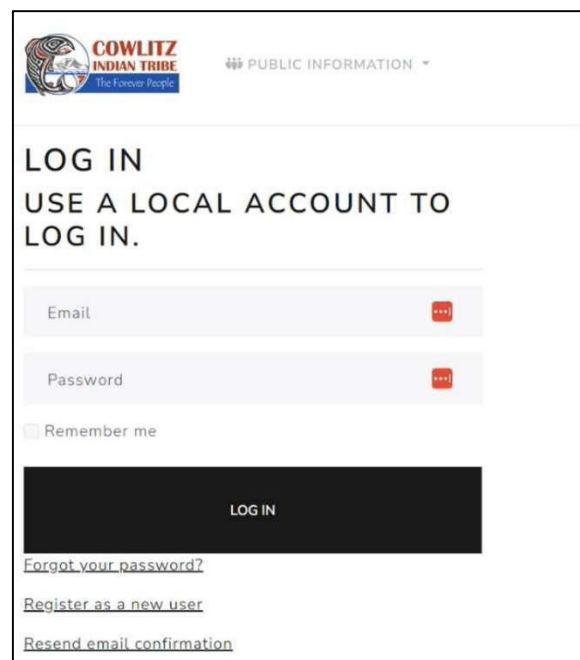 COWLITZ
INDIAN TRIBE
The Forever People
PUBLIC INFORMATION
LOG IN
USE A LOCAL ACCOUNT TO
LOG IN.
Email
Password
Remember me
LOG IN
Forgot your password?
Register as a new user
Resend email confirmation